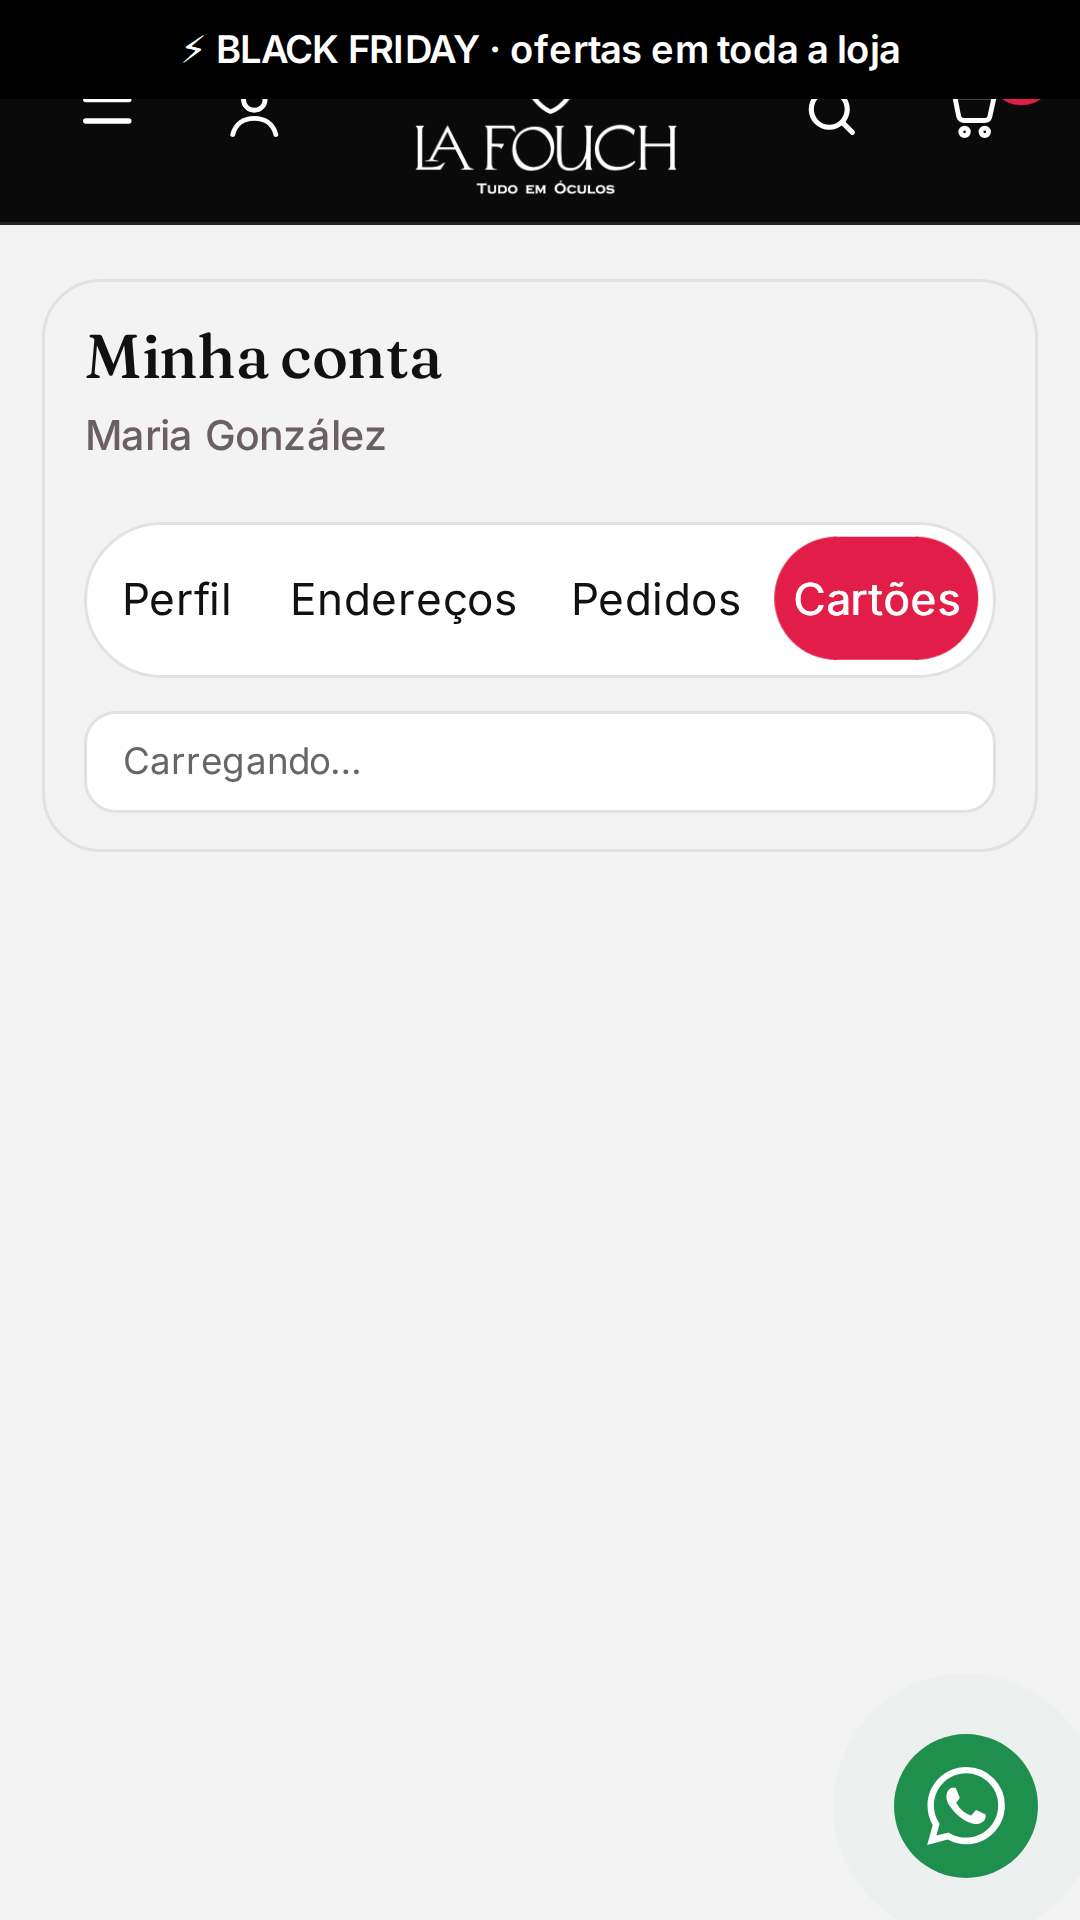 ⚡ BLACK FRIDAY · ofertas em toda a loja
LA FOUCH
TUDO EM ÓCULOS
Minha conta
Maria González
Perfil Endereços Pedidos Cartões
Carregando...